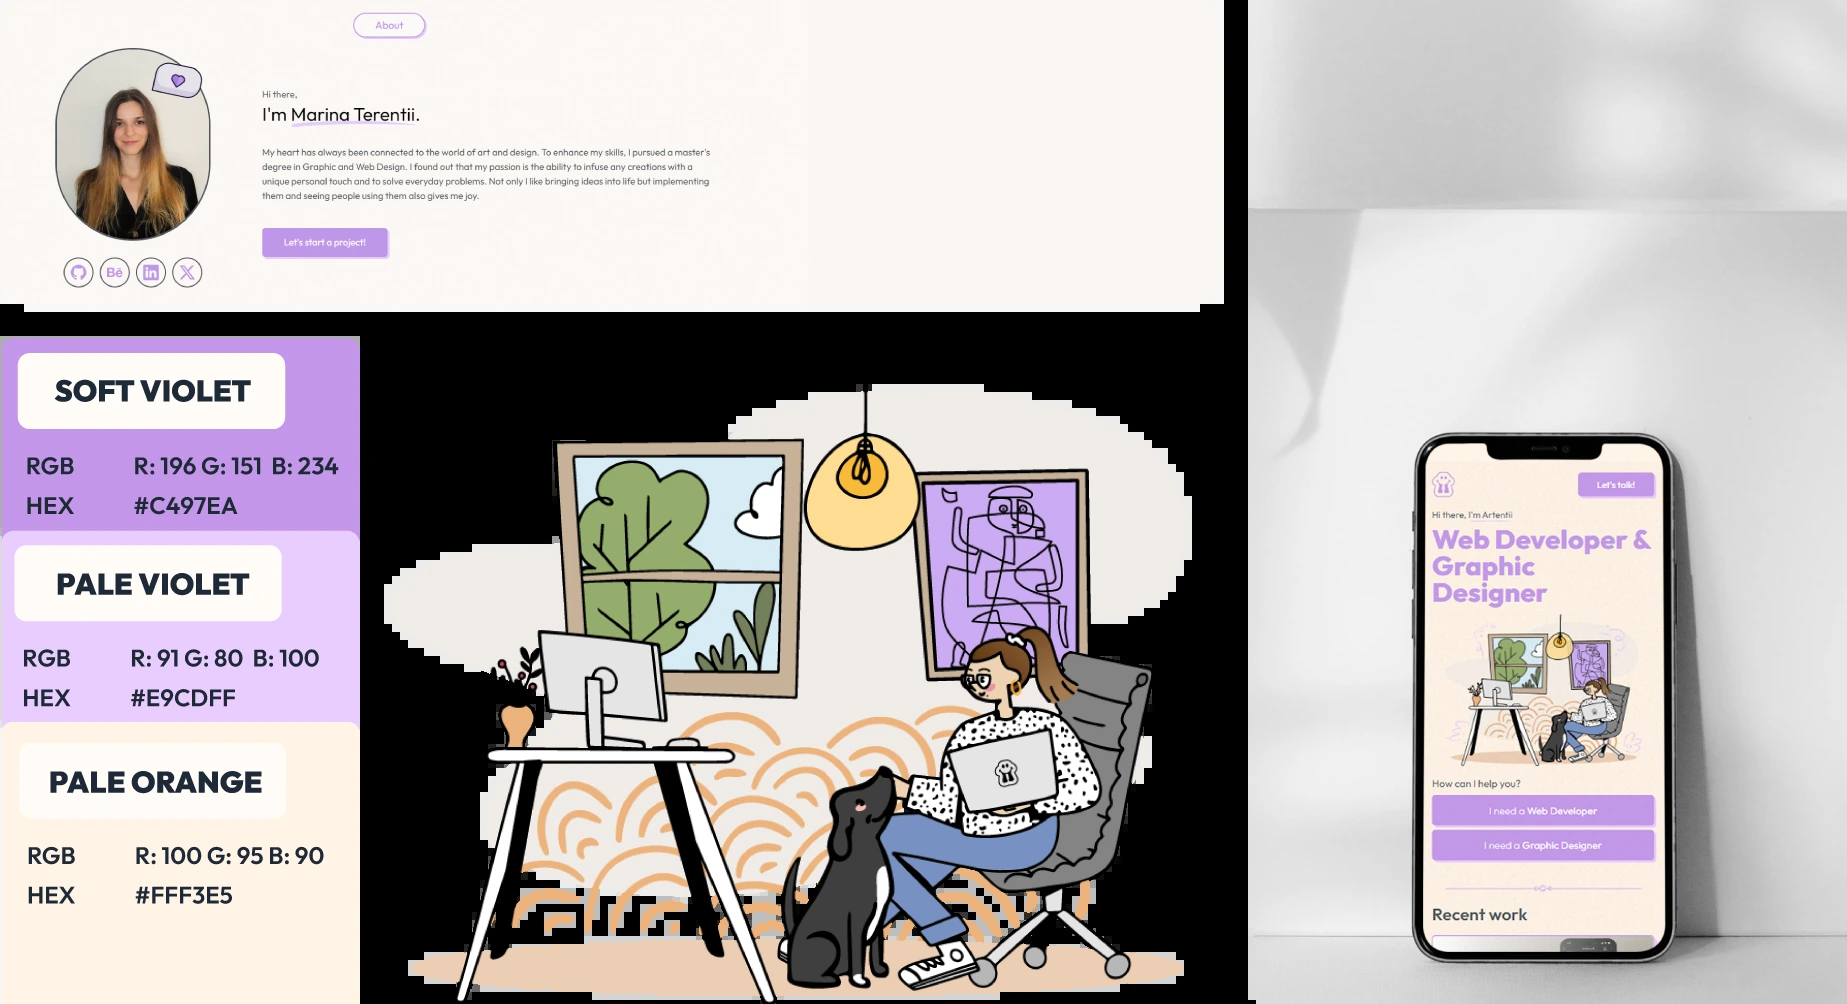 About
Hi there,
I'm Marina Terentii.
My heart has always been connected to the world of art and design. To enhance my skills, I pursued a master's
degree in Graphic and Web Design. I found out that my passion is the ability to infuse any creations with a
unique personal touch and to solve everyday problems. Not only I like bringing ideas into life but implementing
them and seeing people using them also gives me joy.
Let's start a project!
Bē
in
X
SOFT VIOLET
RGB R: 196 G: 151 B: 234
HEX #C497EA
PALE VIOLET
RGB R: 91 G: 80 B: 100
HEX #E9CDFF
PALE ORANGE
RGB R: 100 G: 95 B: 90
HEX #FFF3E5
Let's talk!
Hi there, I'm Artentii
Web Developer &
Graphic
Designer
How can I help you?
I need a Web Developer
I need a Graphic Designer
Recent work